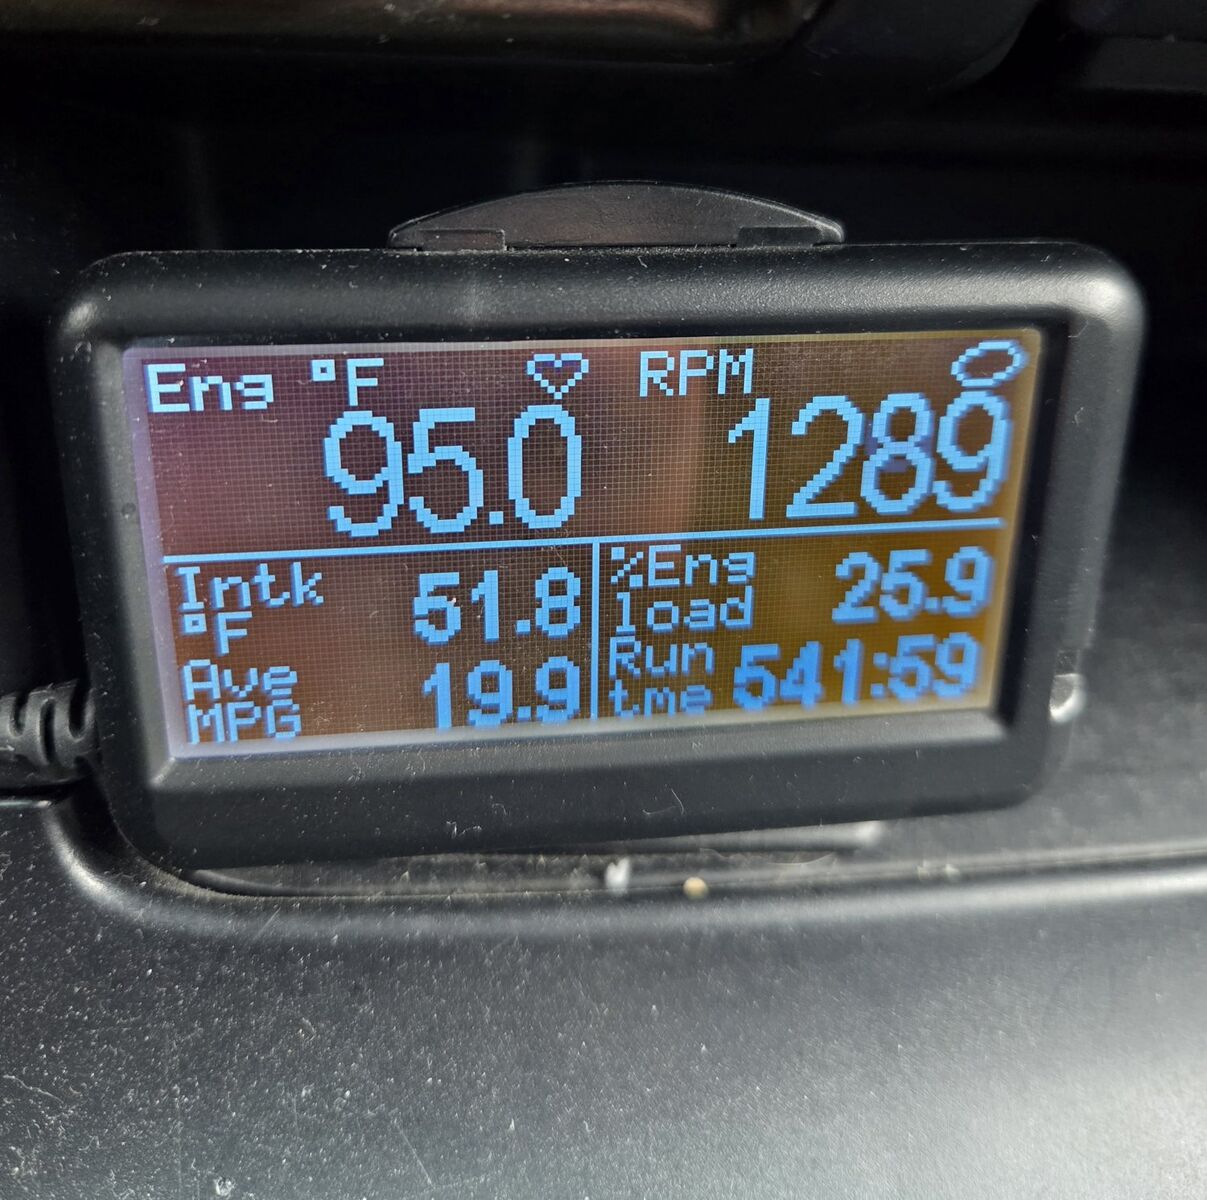 Eng °F
95.0
RPM
1289
Intk °F 51.8
Ave MPG 19.9
%Eng load 25.9
Run tme 541:59